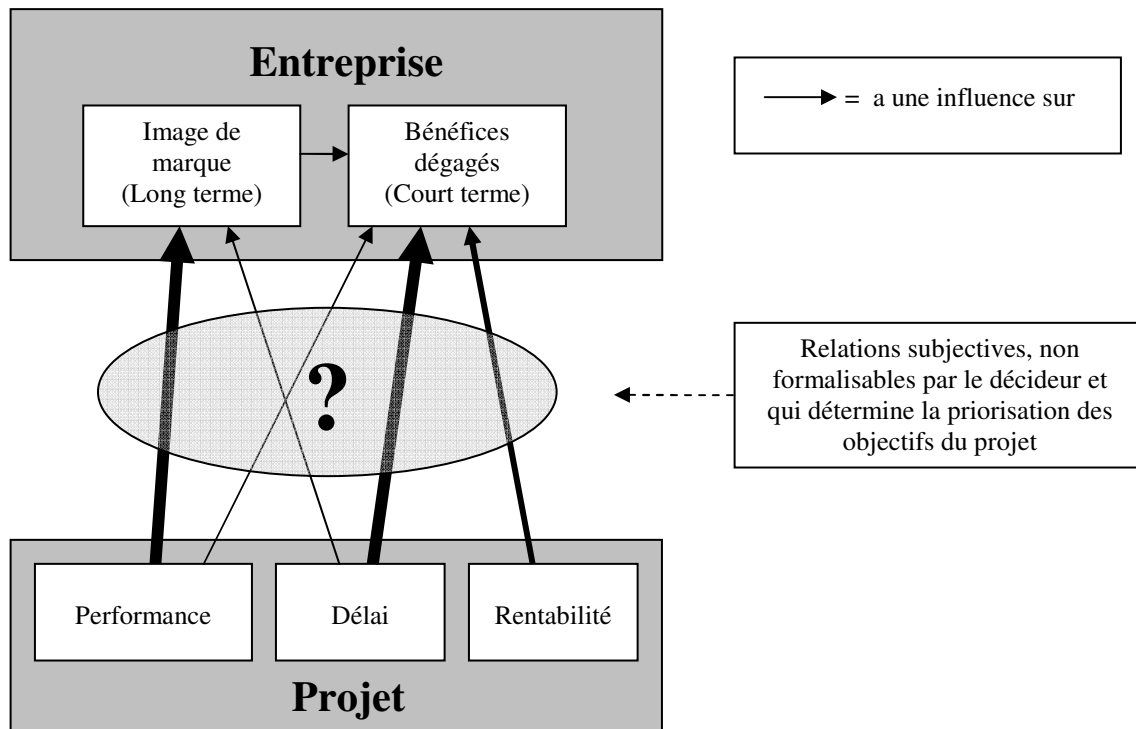 Entreprise
Image de
marque
(Long terme)
Bénéfices
dégagés
(Court terme)
= a une influence sur
?
Relations subjectives, non
formalisables par le décideur et
qui détermine la priorisation des
objectifs du projet
Performance
Délai
Rentabilité
Projet